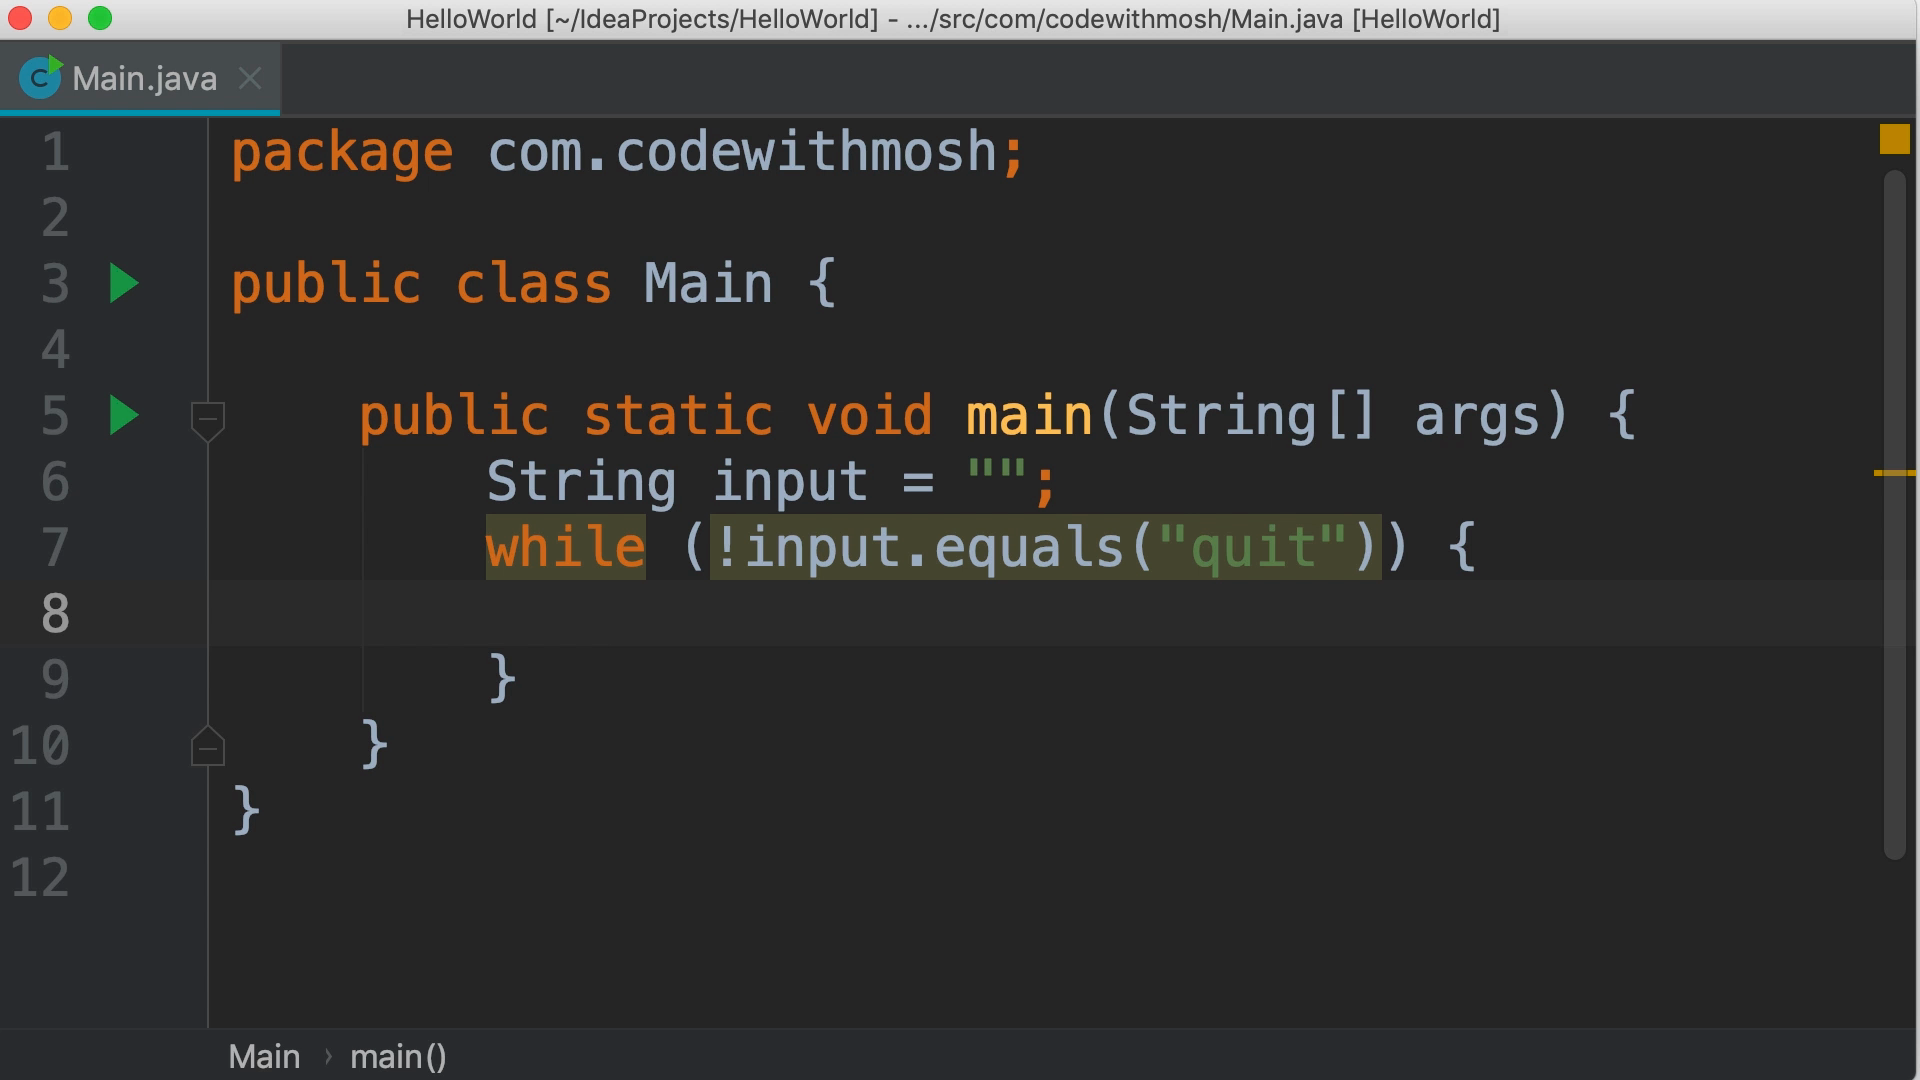 HelloWorld [~/IdeaProjects/HelloWorld] - .../src/com/codewithmosh/Main.java [HelloWorld]
C Main.java
1 package com.codewithmosh;
2
3 public class Main {
4
5     public static void main(String[] args) {
6         String input = "";
7         while (!input.equals("quit")) {
8
9         }
10     }
11 }
12
Main › main()